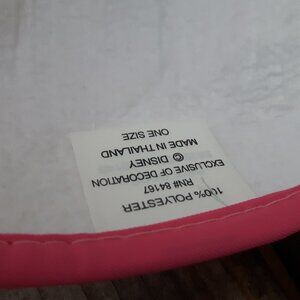 100% POLYESTER
RN# 84167
EXCLUSIVE OF DECORATION
© DISNEY
MADE IN THAILAND
ONE SIZE